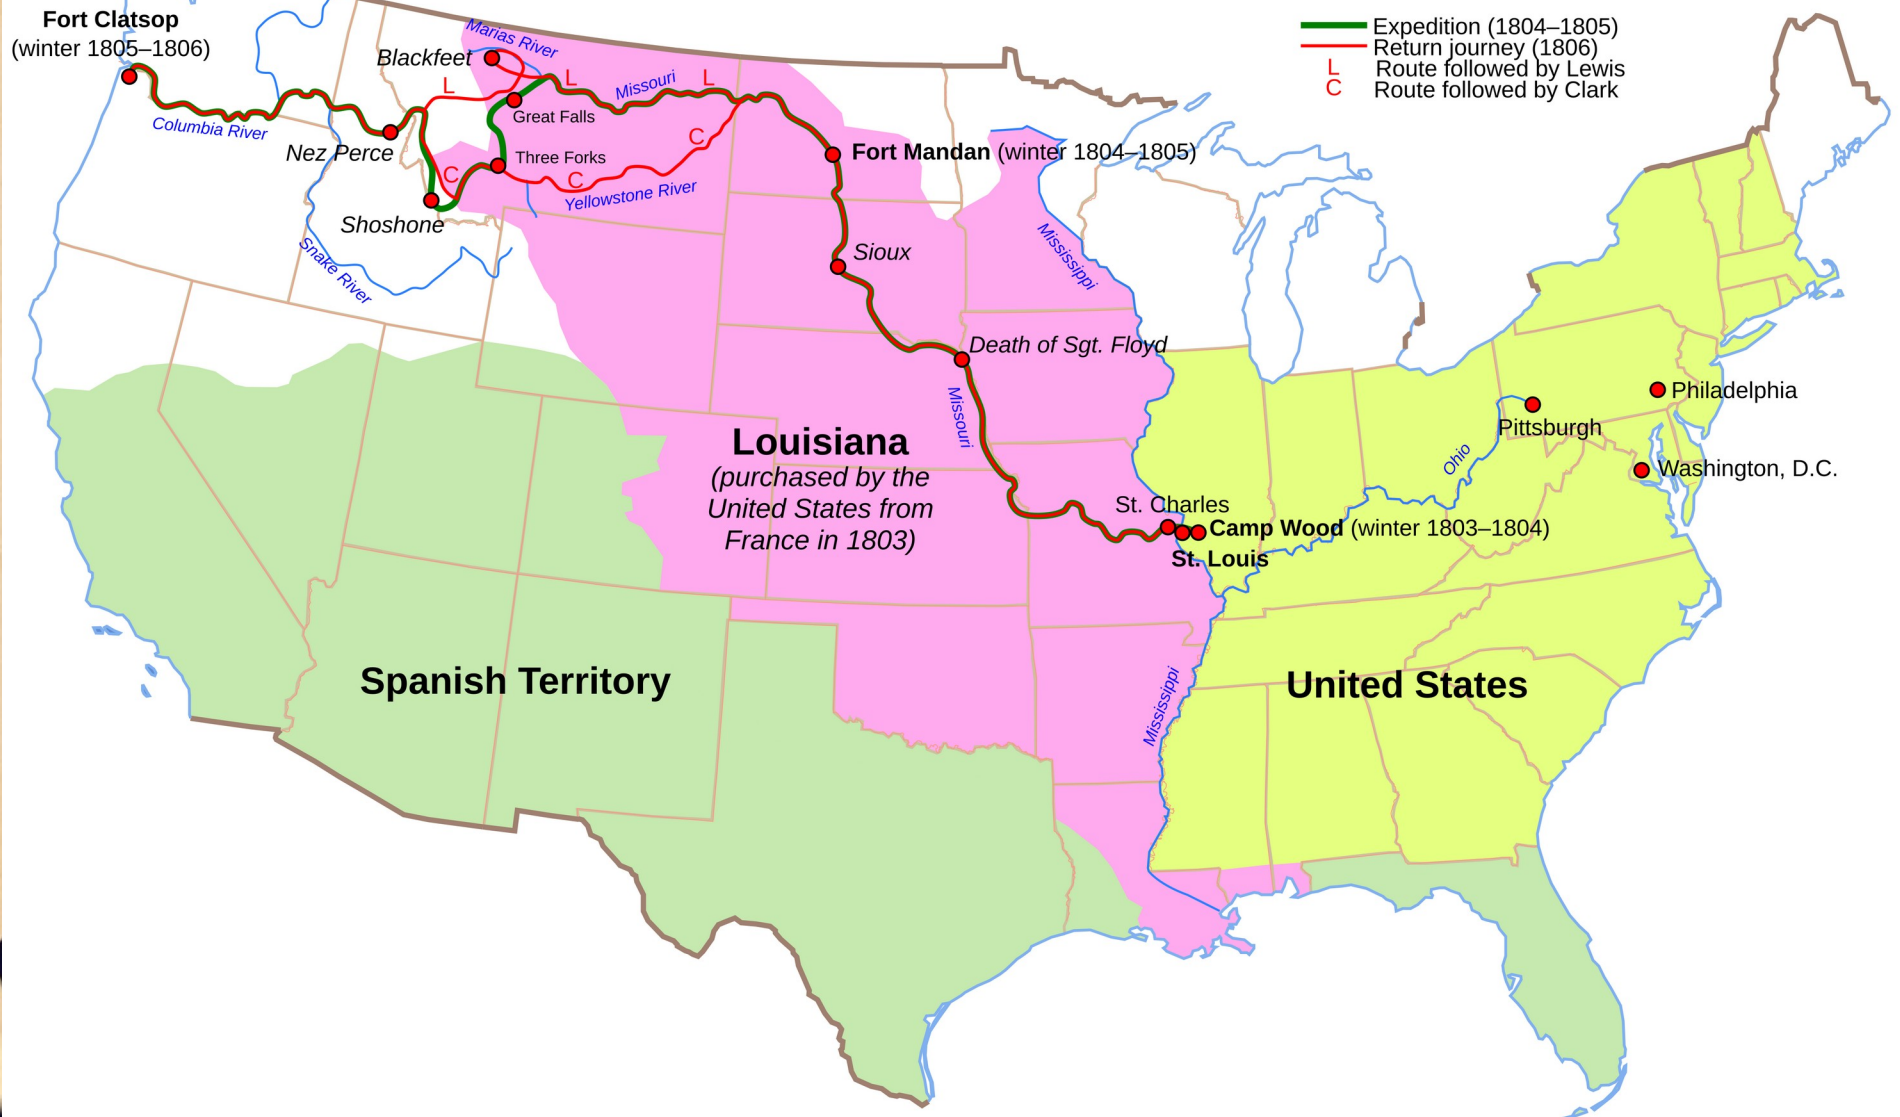 Fort Clatsop
(winter 1805–1806)
Expedition (1804–1805)
Return journey (1806)
L Route followed by Lewis
C Route followed by Clark
Marias River
Blackfeet
L
L
Missouri
L
Great Falls
Columbia River
Nez Perce
C
Three Forks
C
C
Yellowstone River
Fort Mandan (winter 1804–1805)
Shoshone
Snake River
Sioux
Mississippi
Death of Sgt. Floyd
Missouri
Philadelphia
Pittsburgh
Ohio
Washington, D.C.
Louisiana
(purchased by the
United States from
France in 1803)
St. Charles
Camp Wood (winter 1803–1804)
St. Louis
Spanish Territory
Mississippi
United States